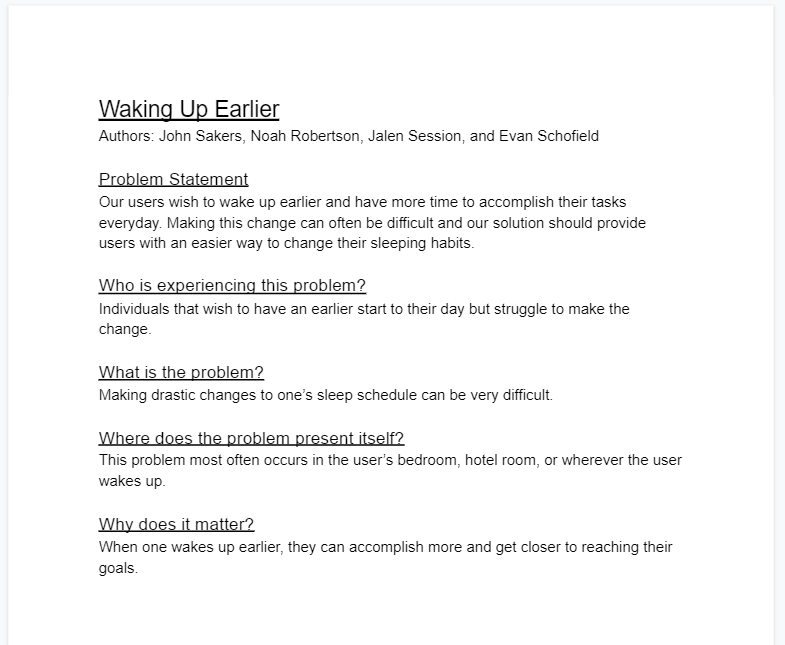 Waking Up Earlier
Authors: John Sakers, Noah Robertson, Jalen Session, and Evan Schofield
Problem Statement
Our users wish to wake up earlier and have more time to accomplish their tasks
everyday. Making this change can often be difficult and our solution should provide
users with an easier way to change their sleeping habits.
Who is experiencing this problem?
Individuals that wish to have an earlier start to their day but struggle to make the
change.
What is the problem?
Making drastic changes to one’s sleep schedule can be very difficult.
Where does the problem present itself?
This problem most often occurs in the user’s bedroom, hotel room, or wherever the user
wakes up.
Why does it matter?
When one wakes up earlier, they can accomplish more and get closer to reaching their
goals.